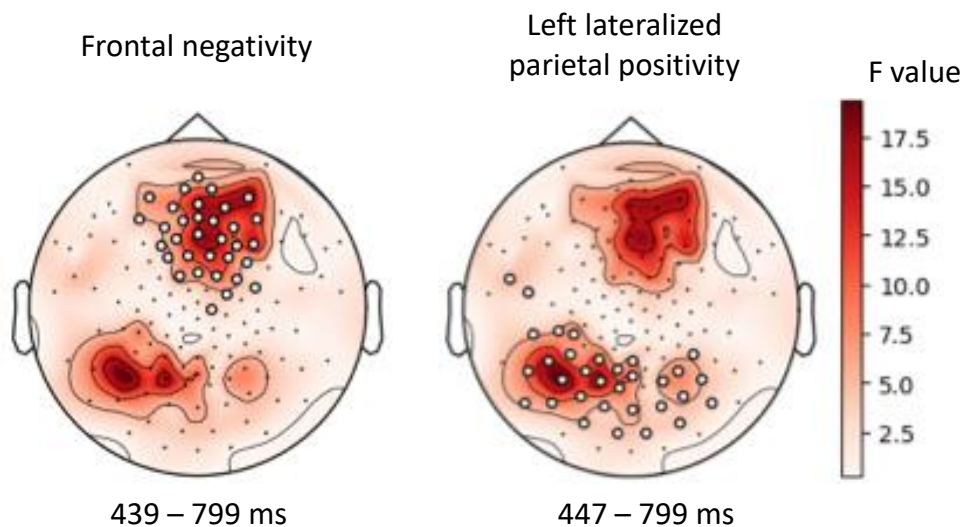 Frontal negativity
Left lateralized
parietal positivity
F value
17.5
15.0
12.5
10.0
7.5
5.0
2.5
439 – 799 ms
447 – 799 ms